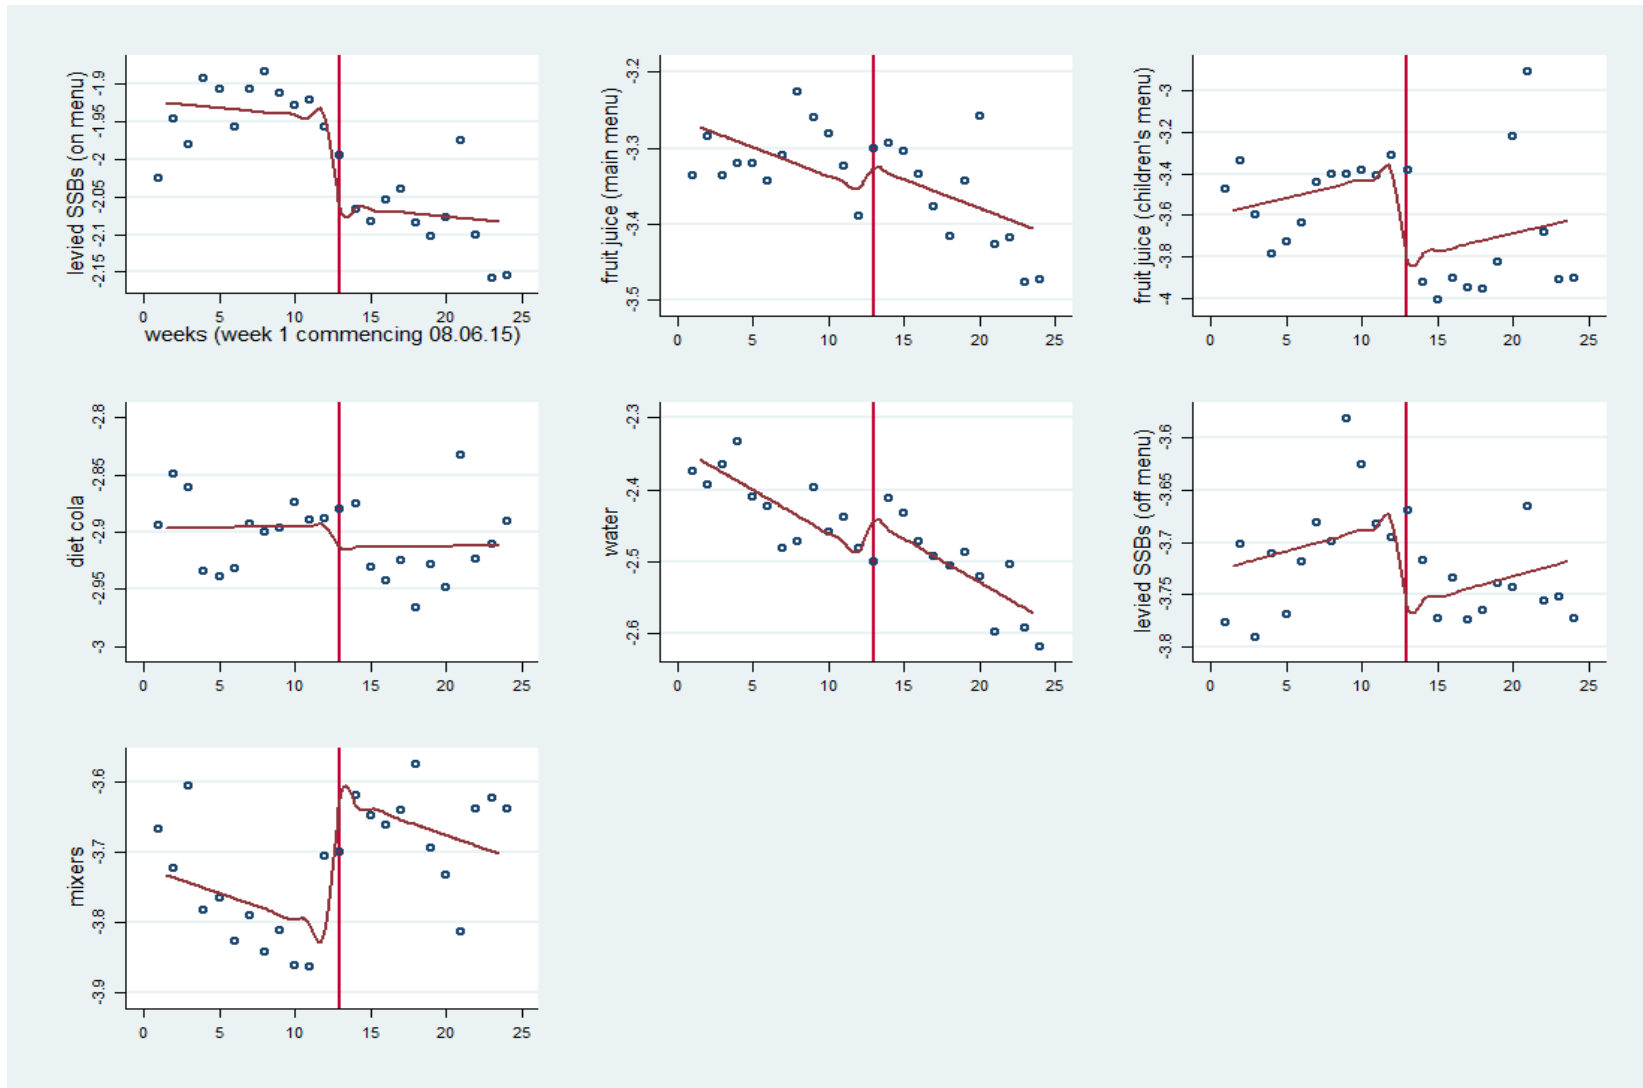 levied SSBs (on menu)
-1.9
-1.95
-2
-2.05
-2.1
-2.15
0 5 10 15 20 25
weeks (week 1 commencing 08.06.15)
fruit juice (main menu)
-3.2
-3.3
-3.4
-3.5
0 5 10 15 20 25
fruit juice (children's menu)
-3
-3.2
-3.4
-3.6
-3.8
-4
0 5 10 15 20 25
diet cola
-2.8
-2.85
-2.9
-2.95
-3
0 5 10 15 20 25
water
-2.3
-2.4
-2.5
-2.6
0 5 10 15 20 25
levied SSBs (off menu)
-3.6
-3.65
-3.7
-3.75
-3.8
0 5 10 15 20 25
mixers
-3.6
-3.7
-3.8
-3.9
0 5 10 15 20 25